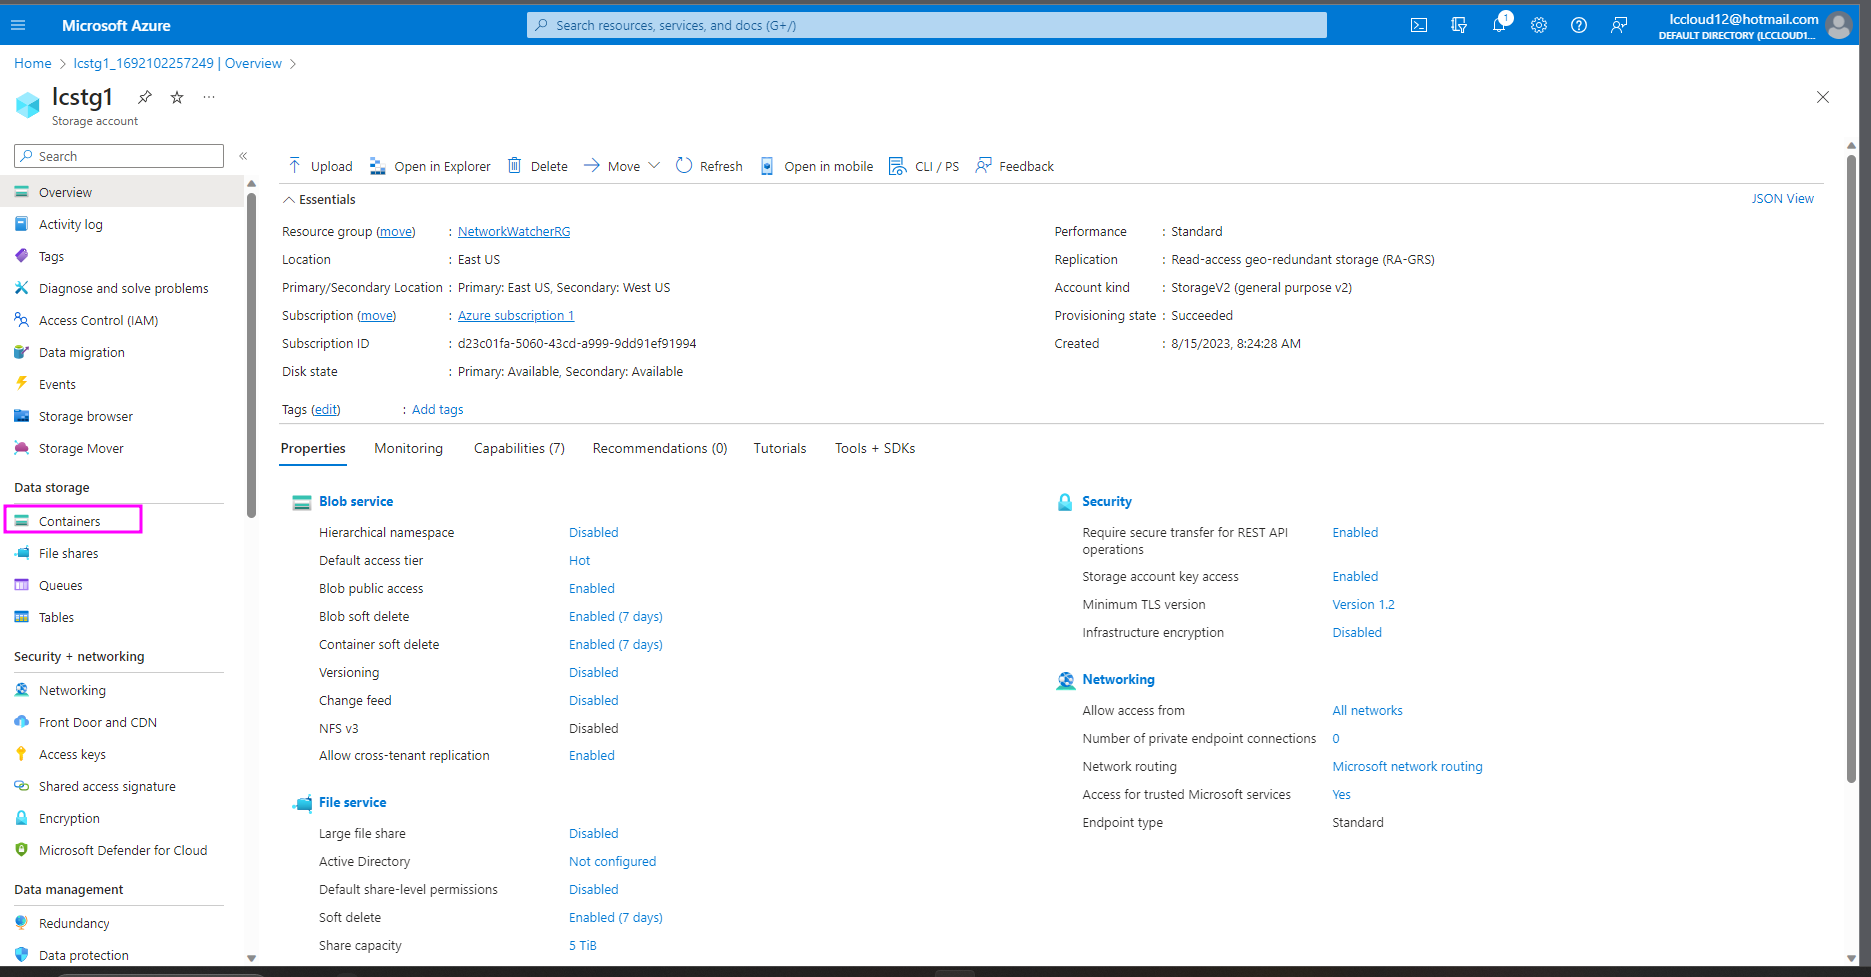 Microsoft Azure
Search resources, services, and docs (G+/)
1
lccloud12@hotmail.com
DEFAULT DIRECTORY (LCCLOUD1...
Home > lcstg1_1692102257249 | Overview >
lcstg1
Storage account
Search
«
Overview
Activity log
Tags
Diagnose and solve problems
Access Control (IAM)
Data migration
Events
Storage browser
Storage Mover
Data storage
Containers
File shares
Queues
Tables
Security + networking
Networking
Front Door and CDN
Access keys
Shared access signature
Encryption
Microsoft Defender for Cloud
Data management
Redundancy
Data protection
Upload Open in Explorer Delete Move Refresh Open in mobile CLI / PS Feedback
Essentials
JSON View
Resource group (move) : NetworkWatcherRG
Location : East US
Primary/Secondary Location : Primary: East US, Secondary: West US
Subscription (move) : Azure subscription 1
Subscription ID : d23c01fa-5060-43cd-a999-9dd91ef91994
Disk state : Primary: Available, Secondary: Available
Performance : Standard
Replication : Read-access geo-redundant storage (RA-GRS)
Account kind : StorageV2 (general purpose v2)
Provisioning state : Succeeded
Created : 8/15/2023, 8:24:28 AM
Tags (edit) : Add tags
Properties Monitoring Capabilities (7) Recommendations (0) Tutorials Tools + SDKs
Blob service
Hierarchical namespace Disabled
Default access tier Hot
Blob public access Enabled
Blob soft delete Enabled (7 days)
Container soft delete Enabled (7 days)
Versioning Disabled
Change feed Disabled
NFS v3 Disabled
Allow cross-tenant replication Enabled
File service
Large file share Disabled
Active Directory Not configured
Default share-level permissions Disabled
Soft delete Enabled (7 days)
Share capacity 5 TiB
Security
Require secure transfer for REST API Enabled
operations
Storage account key access Enabled
Minimum TLS version Version 1.2
Infrastructure encryption Disabled
Networking
Allow access from All networks
Number of private endpoint connections 0
Network routing Microsoft network routing
Access for trusted Microsoft services Yes
Endpoint type Standard